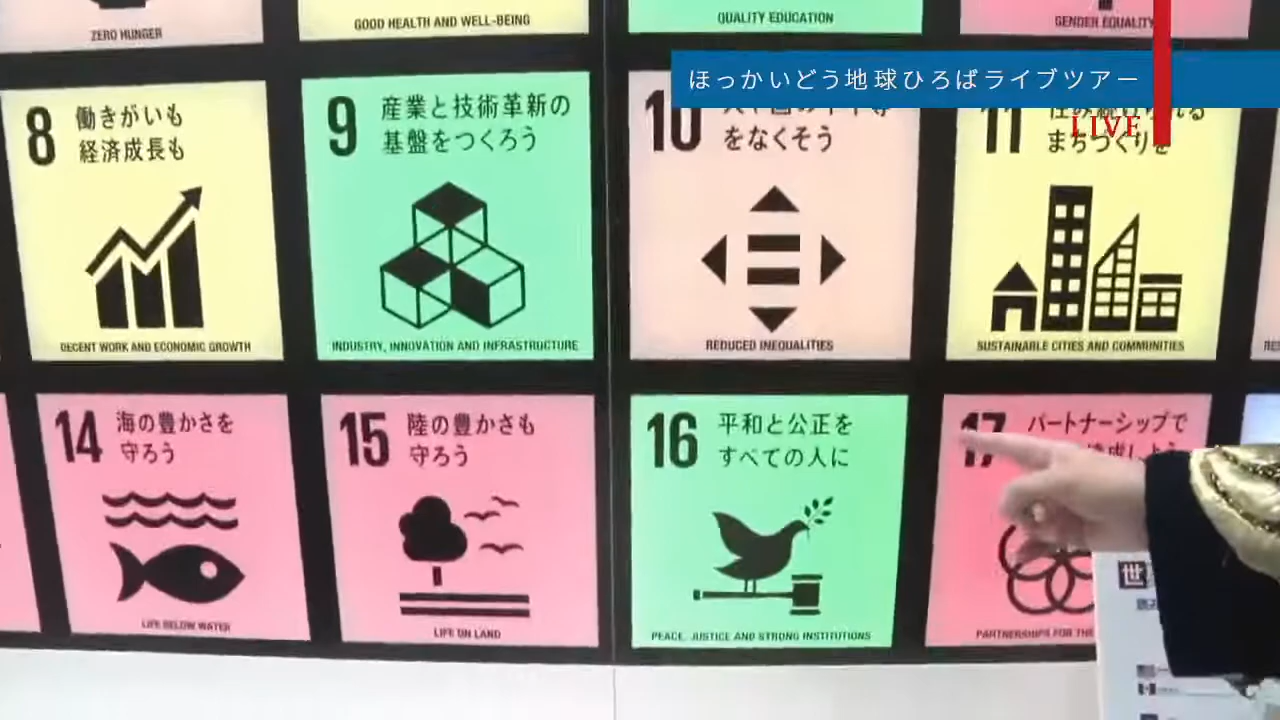 ZERO HUNGER
GOOD HEALTH AND WELL-BEING
QUALITY EDUCATION
GENDER EQUALITY
ほっかいどう地球ひろばライブツアー
LIVE
8
働きがいも
経済成長も
DECENT WORK AND ECONOMIC GROWTH
9
産業と技術革新の
基盤をつくろう
INDUSTRY, INNOVATION AND INFRASTRUCTURE
10
をなくそう
REDUCED INEQUALITIES
11
まちづくりを
SUSTAINABLE CITIES AND COMMUNITIES
14
海の豊かさを
守ろう
LIFE BELOW WATER
15
陸の豊かさも
守ろう
LIFE ON LAND
16
平和と公正を
すべての人に
PEACE, JUSTICE AND STRONG INSTITUTIONS
17
パートナーシップで
PARTNERSHIPS FOR THE
世